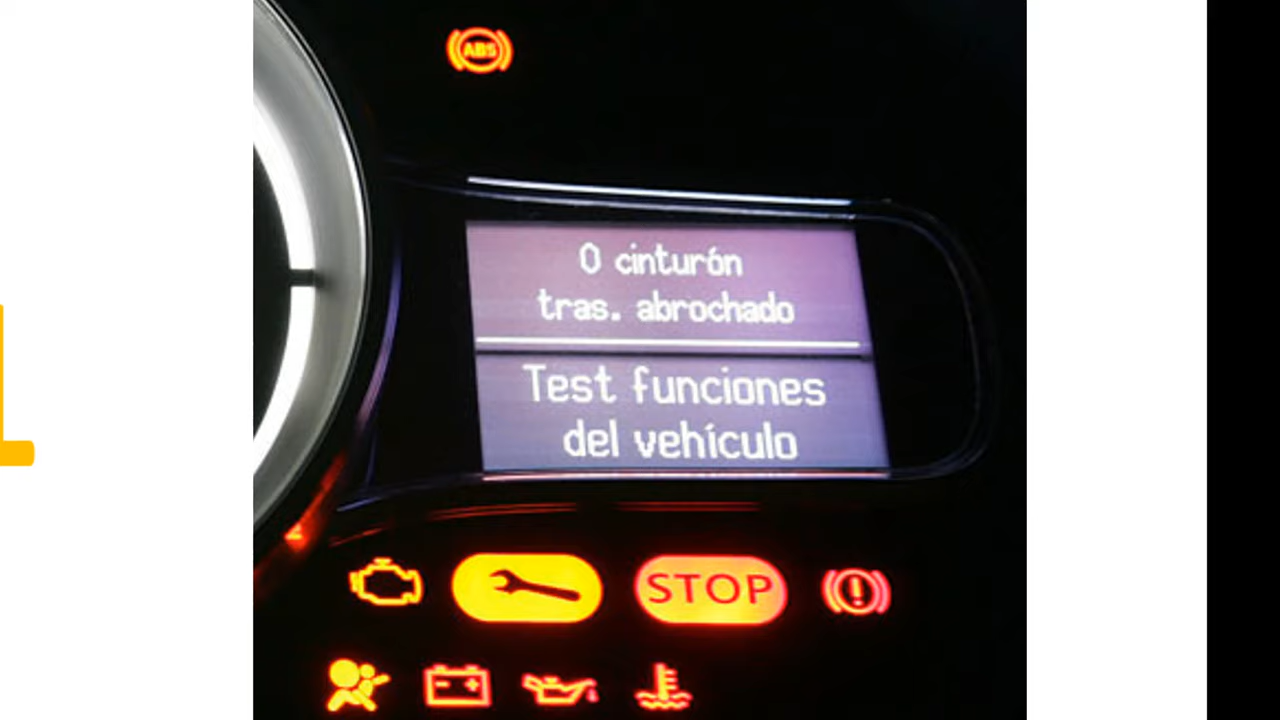 ABS
0 cinturón
tras. abrochado
Test funciones
del vehículo
STOP